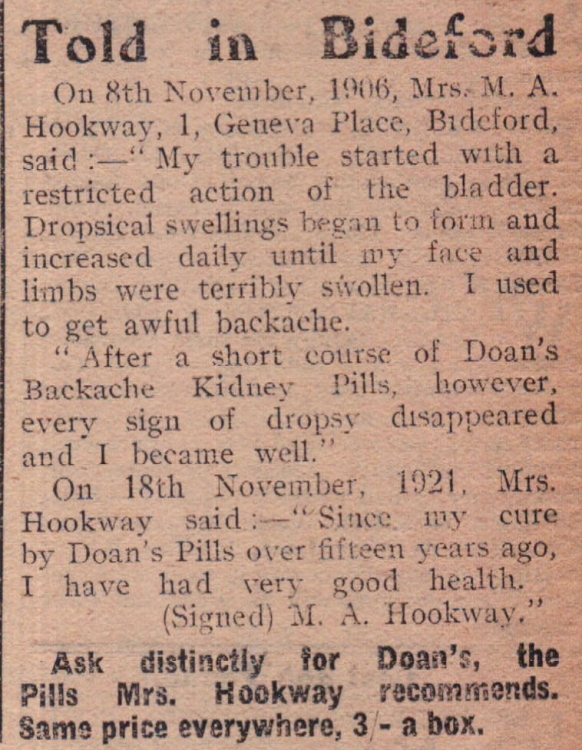 Told in Bideford
On 8th November, 1906, Mrs. M. A.
Hookway, 1, Geneva Place, Bideford,
said :—“ My trouble started with a
restricted action of the bladder.
Dropsical swellings began to form and
increased daily until my face and
limbs were terribly swollen. I used
to get awful backache.
“ After a short course of Doan's
Backache Kidney Pills, however,
every sign of dropsy disappeared
and I became well.”
On 18th November, 1921, Mrs.
Hookway said :—“ Since my cure
by Doan's Pills over fifteen years ago,
I have had very good health.
(Signed) M. A. Hookway.”
Ask distinctly for Doan's, the
Pills Mrs. Hookway recommends.
Same price everywhere, 3/- a box.